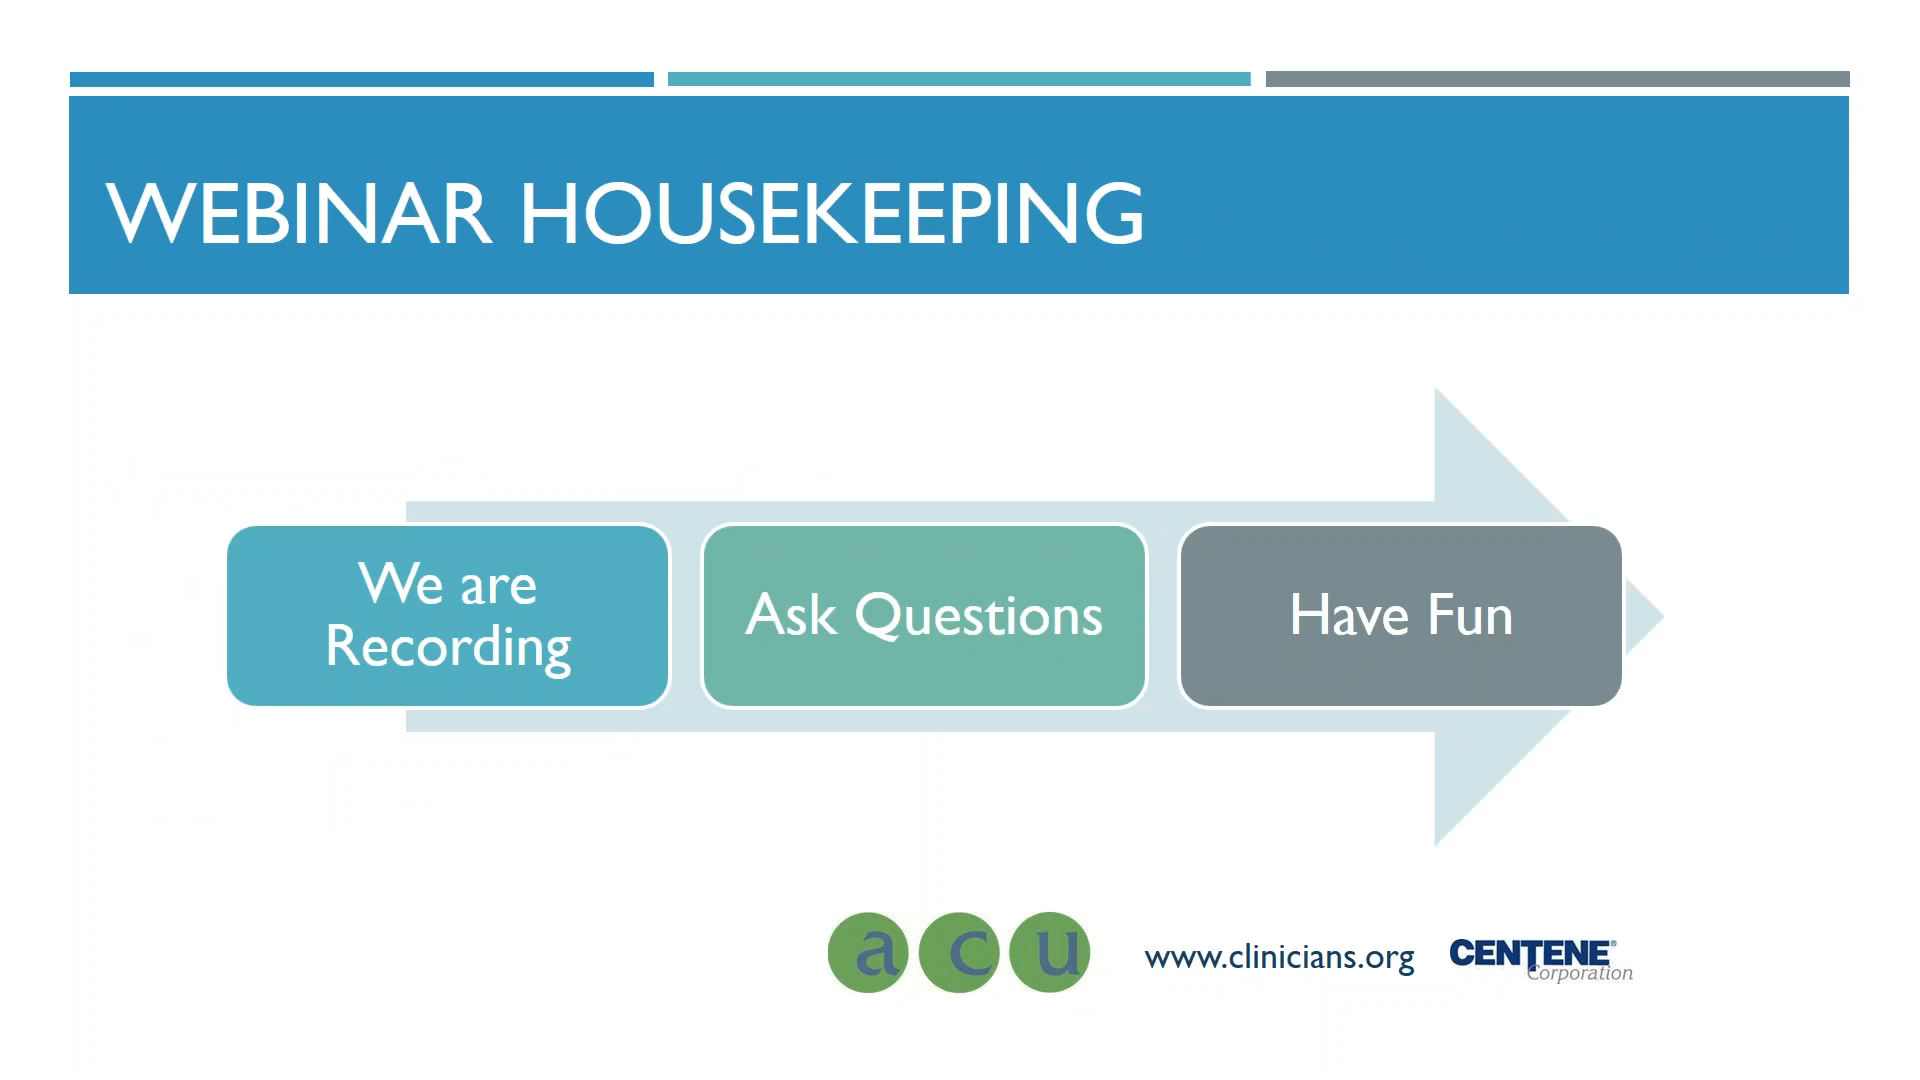 WEBINAR HOUSEKEEPING
We are
Recording
Ask Questions
Have Fun
acu
www.clinicians.org
CENTENE®
Corporation